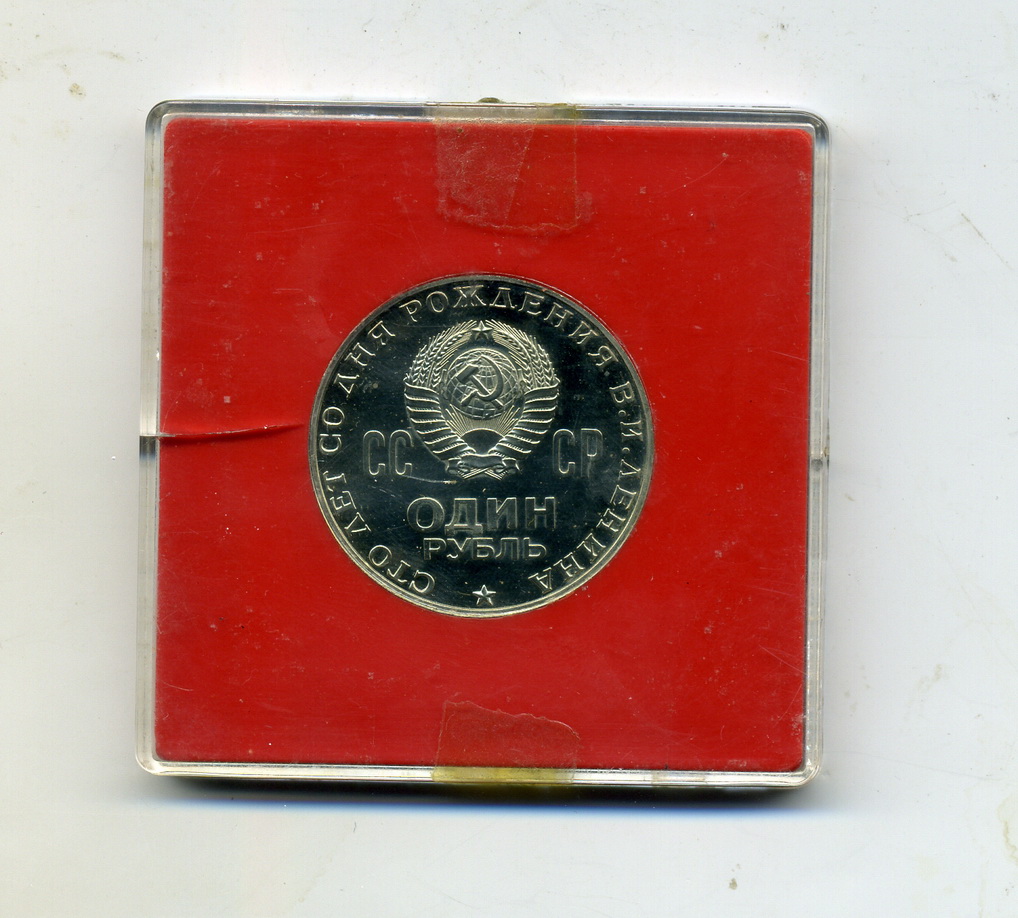 СТО ЛЕТ СО ДНЯ РОЖДЕНИЯ В.И.ЛЕНИНА
СС СР
ОДИН
РУБЛЬ